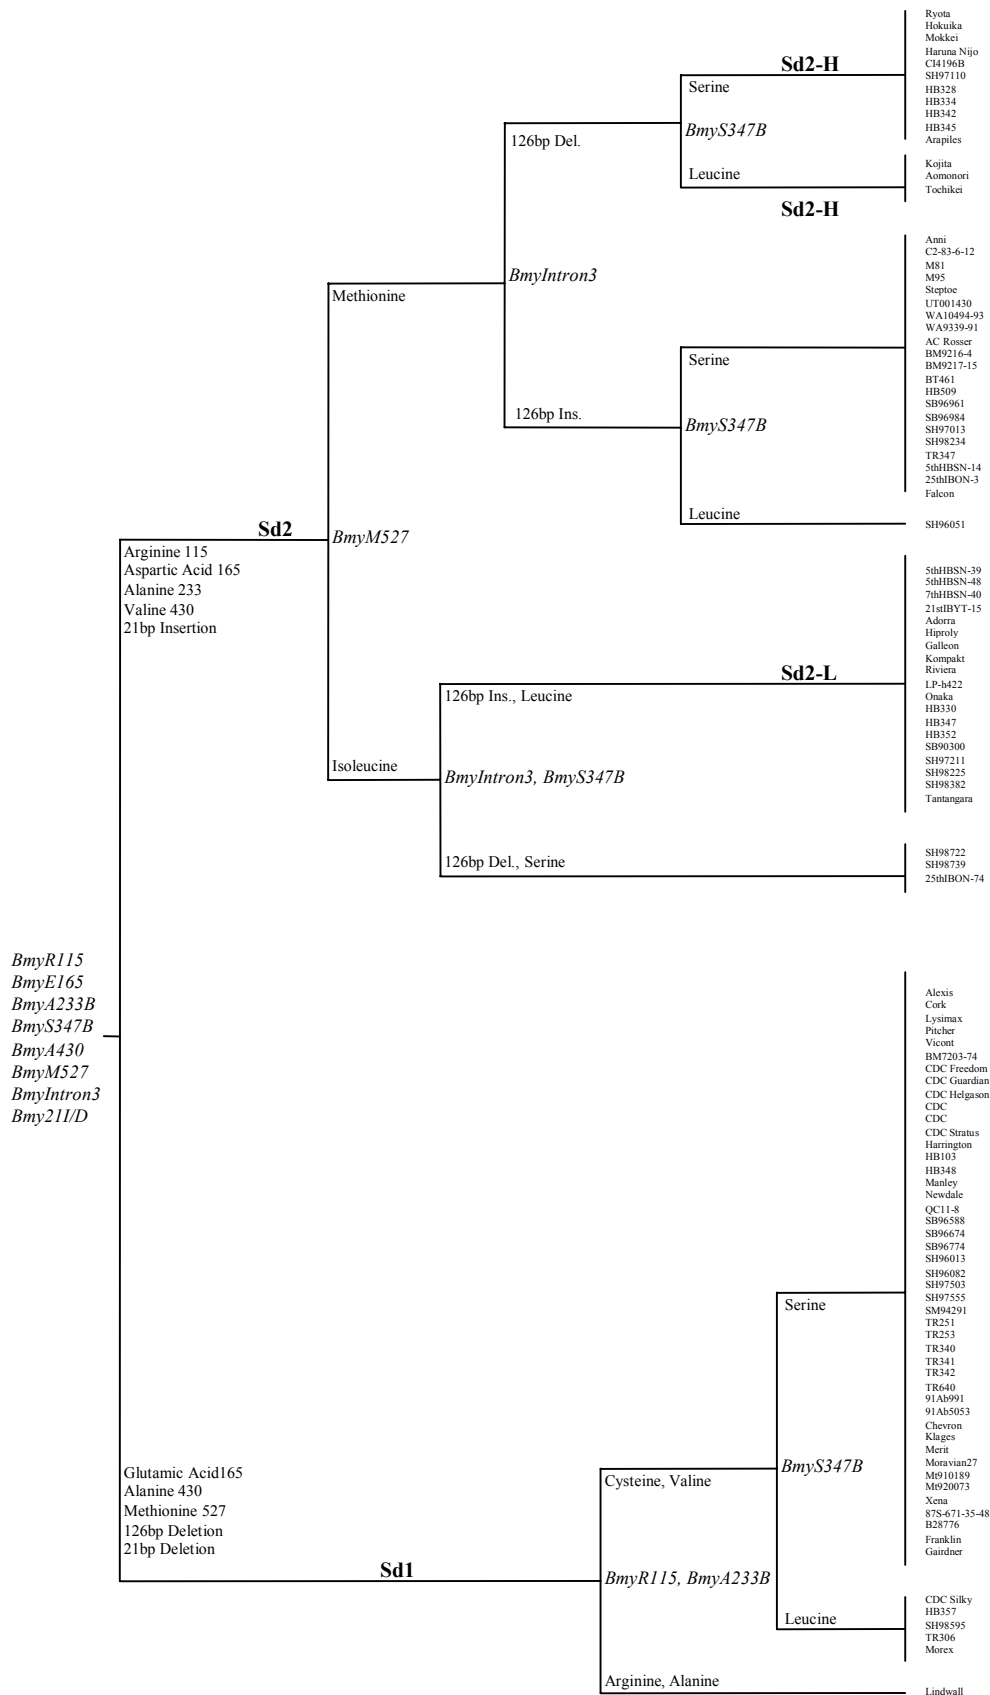 Ryota
Hokuika
Mokkei
Haruna Nijo
CI4196B
SH97110
HB328
HB334
HB342
HB345
Arapiles
Sd2-H
Serine
BmyS347B
126bp Del.
Leucine
Kojita
Aomonori
Tochikei
Sd2-H
Anni
C2-83-6-12
M81
M95
Steptoe
UT001430
WA10494-93
WA9339-91
AC Rosser
BM9216-4
BM9217-15
BT461
HB509
SB96961
SB96984
SH97013
SH98234
TR347
5thHBSN-14
25thIBON-3
Falcon
BmyIntron3
Methionine
Serine
126bp Ins.
BmyS347B
Leucine
SH96051
Sd2
BmyM527
Arginine 115
Aspartic Acid 165
Alanine 233
Valine 430
21bp Insertion
5thHBSN-39
5thHBSN-48
7thHBSN-40
21stIBYT-15
Adorra
Hiproly
Galleon
Kompakt
Riviera
LP-h422
Onaka
HB330
HB347
HB352
SB90300
SH97211
SH98225
SH98382
Tantangara
Sd2-L
126bp Ins., Leucine
Isoleucine
BmyIntron3, BmyS347B
126bp Del., Serine
SH98722
SH98739
25thIBON-74
BmyR115
BmyE165
BmyA233B
BmyS347B
BmyA430
BmyM527
BmyIntron3
Bmy21I/D
Alexis
Cork
Lysimax
Pitcher
Vicont
BM7203-74
CDC Freedom
CDC Guardian
CDC Helgason
CDC
CDC
CDC Stratus
Harrington
HB103
HB348
Manley
Newdale
QC11-8
SB96588
SB96674
SB96774
SH96013
SH96082
SH97503
SH97555
SM94291
TR251
TR253
TR340
TR341
TR342
TR640
91Ab991
91Ab5053
Chevron
Klages
Merit
Moravian27
Mt910189
Mt920073
Xena
87S-671-35-48
B28776
Franklin
Gairdner
Serine
BmyS347B
Glutamic Acid165
Alanine 430
Methionine 527
126bp Deletion
21bp Deletion
Cysteine, Valine
Sd1
BmyR115, BmyA233B
Leucine
CDC Silky
HB357
SH98595
TR306
Morex
Arginine, Alanine
Lindwall